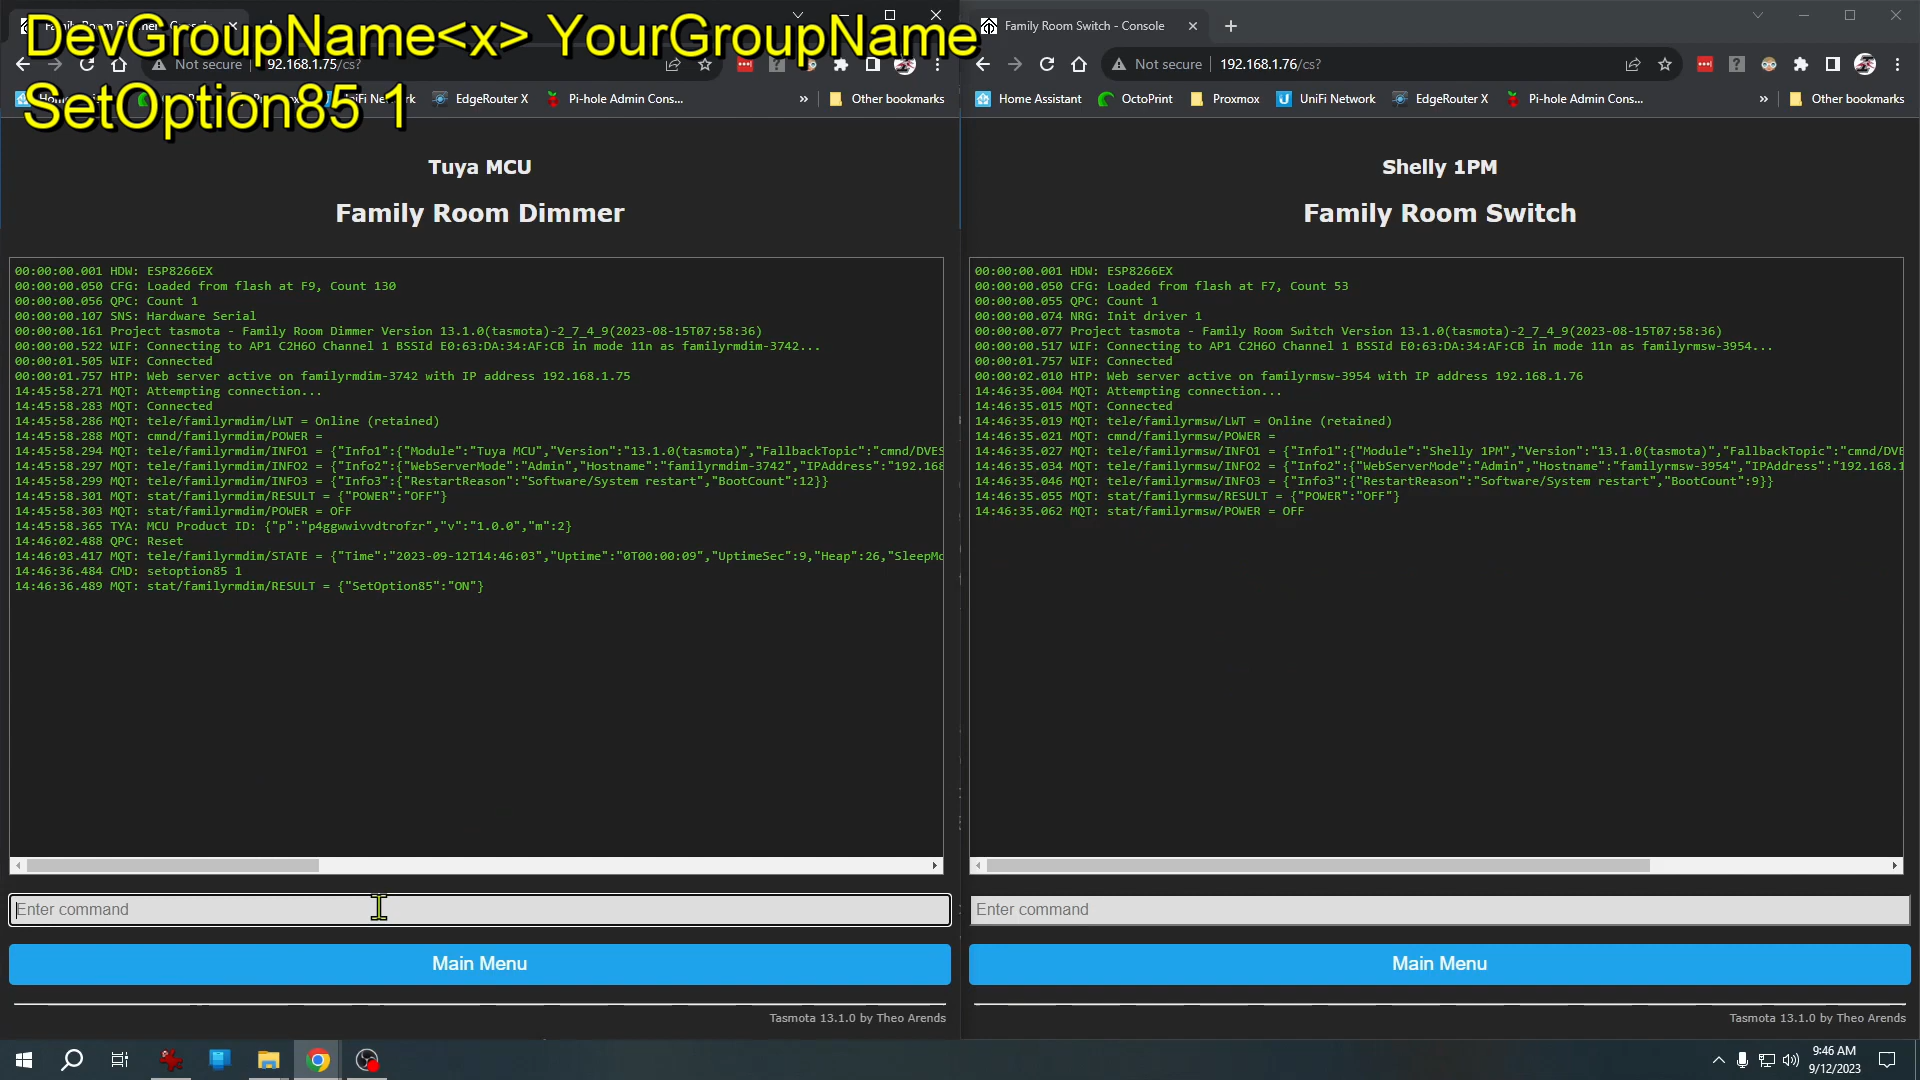 DevGroupName<x> YourGroupName
SetOption85 1
Not secure
92.168.1.75/cs?
EdgeRouter X
Pi-hole Admin Cons...
»
Other bookmarks
Tuya MCU
Family Room Dimmer
00:00:00.001 HDW: ESP8266EX
00:00:00.050 CFG: Loaded from flash at F9, Count 130
00:00:00.056 QPC: Count 1
00:00:00.107 SNS: Hardware Serial
00:00:00.161 Project tasmota - Family Room Dimmer Version 13.1.0(tasmota)-2_7_4_9(2023-08-15T07:58:36)
00:00:00.522 WIF: Connecting to AP1 C2H6O Channel 1 BSSId E0:63:DA:34:AF:CB in mode 11n as familyrmdim-3742...
00:00:01.505 WIF: Connected
00:00:01.757 HTP: Web server active on familyrmdim-3742 with IP address 192.168.1.75
14:45:58.271 MQT: Attempting connection...
14:45:58.283 MQT: Connected
14:45:58.286 MQT: tele/familyrmdim/LWT = Online (retained)
14:45:58.288 MQT: cmnd/familyrmdim/POWER =
14:45:58.294 MQT: tele/familyrmdim/INFO1 = {"Info1":{"Module":"Tuya MCU","Version":"13.1.0(tasmota)","FallbackTopic":"cmnd/DVES
14:45:58.297 MQT: tele/familyrmdim/INFO2 = {"Info2":{"WebServerMode":"Admin","Hostname":"familyrmdim-3742","IPAddress":"192.168
14:45:58.299 MQT: tele/familyrmdim/INFO3 = {"Info3":{"RestartReason":"Software/System restart","BootCount":12}}
14:45:58.301 MQT: stat/familyrmdim/RESULT = {"POWER":"OFF"}
14:45:58.303 MQT: stat/familyrmdim/POWER = OFF
14:45:58.365 TYA: MCU Product ID: {"p":"p4ggwwivvdtrofzr","v":"1.0.0","m":2}
14:46:02.488 QPC: Reset
14:46:03.417 MQT: tele/familyrmdim/STATE = {"Time":"2023-09-12T14:46:03","Uptime":"0T00:00:09","UptimeSec":9,"Heap":26,"SleepMo
14:46:36.484 CMD: setoption85 1
14:46:36.489 MQT: stat/familyrmdim/RESULT = {"SetOption85":"ON"}
Enter command
Main Menu
Tasmota 13.1.0 by Theo Arends
Family Room Switch - Console
Not secure
192.168.1.76/cs?
Home Assistant
OctoPrint
Proxmox
UniFi Network
EdgeRouter X
Pi-hole Admin Cons...
»
Other bookmarks
Shelly 1PM
Family Room Switch
00:00:00.001 HDW: ESP8266EX
00:00:00.050 CFG: Loaded from flash at F7, Count 53
00:00:00.055 QPC: Count 1
00:00:00.074 NRG: Init driver 1
00:00:00.077 Project tasmota - Family Room Switch Version 13.1.0(tasmota)-2_7_4_9(2023-08-15T07:58:36)
00:00:00.517 WIF: Connecting to AP1 C2H6O Channel 1 BSSId E0:63:DA:34:AF:CB in mode 11n as familyrmsw-3954...
00:00:01.757 WIF: Connected
00:00:02.010 HTP: Web server active on familyrmsw-3954 with IP address 192.168.1.76
14:46:35.004 MQT: Attempting connection...
14:46:35.015 MQT: Connected
14:46:35.019 MQT: tele/familyrmsw/LWT = Online (retained)
14:46:35.021 MQT: cmnd/familyrmsw/POWER =
14:46:35.027 MQT: tele/familyrmsw/INFO1 = {"Info1":{"Module":"Shelly 1PM","Version":"13.1.0(tasmota)","FallbackTopic":"cmnd/DVE
14:46:35.034 MQT: tele/familyrmsw/INFO2 = {"Info2":{"WebServerMode":"Admin","Hostname":"familyrmsw-3954","IPAddress":"192.168.1
14:46:35.046 MQT: tele/familyrmsw/INFO3 = {"Info3":{"RestartReason":"Software/System restart","BootCount":9}}
14:46:35.055 MQT: stat/familyrmsw/RESULT = {"POWER":"OFF"}
14:46:35.062 MQT: stat/familyrmsw/POWER = OFF
Enter command
Main Menu
Tasmota 13.1.0 by Theo Arends
9:46 AM
9/12/2023